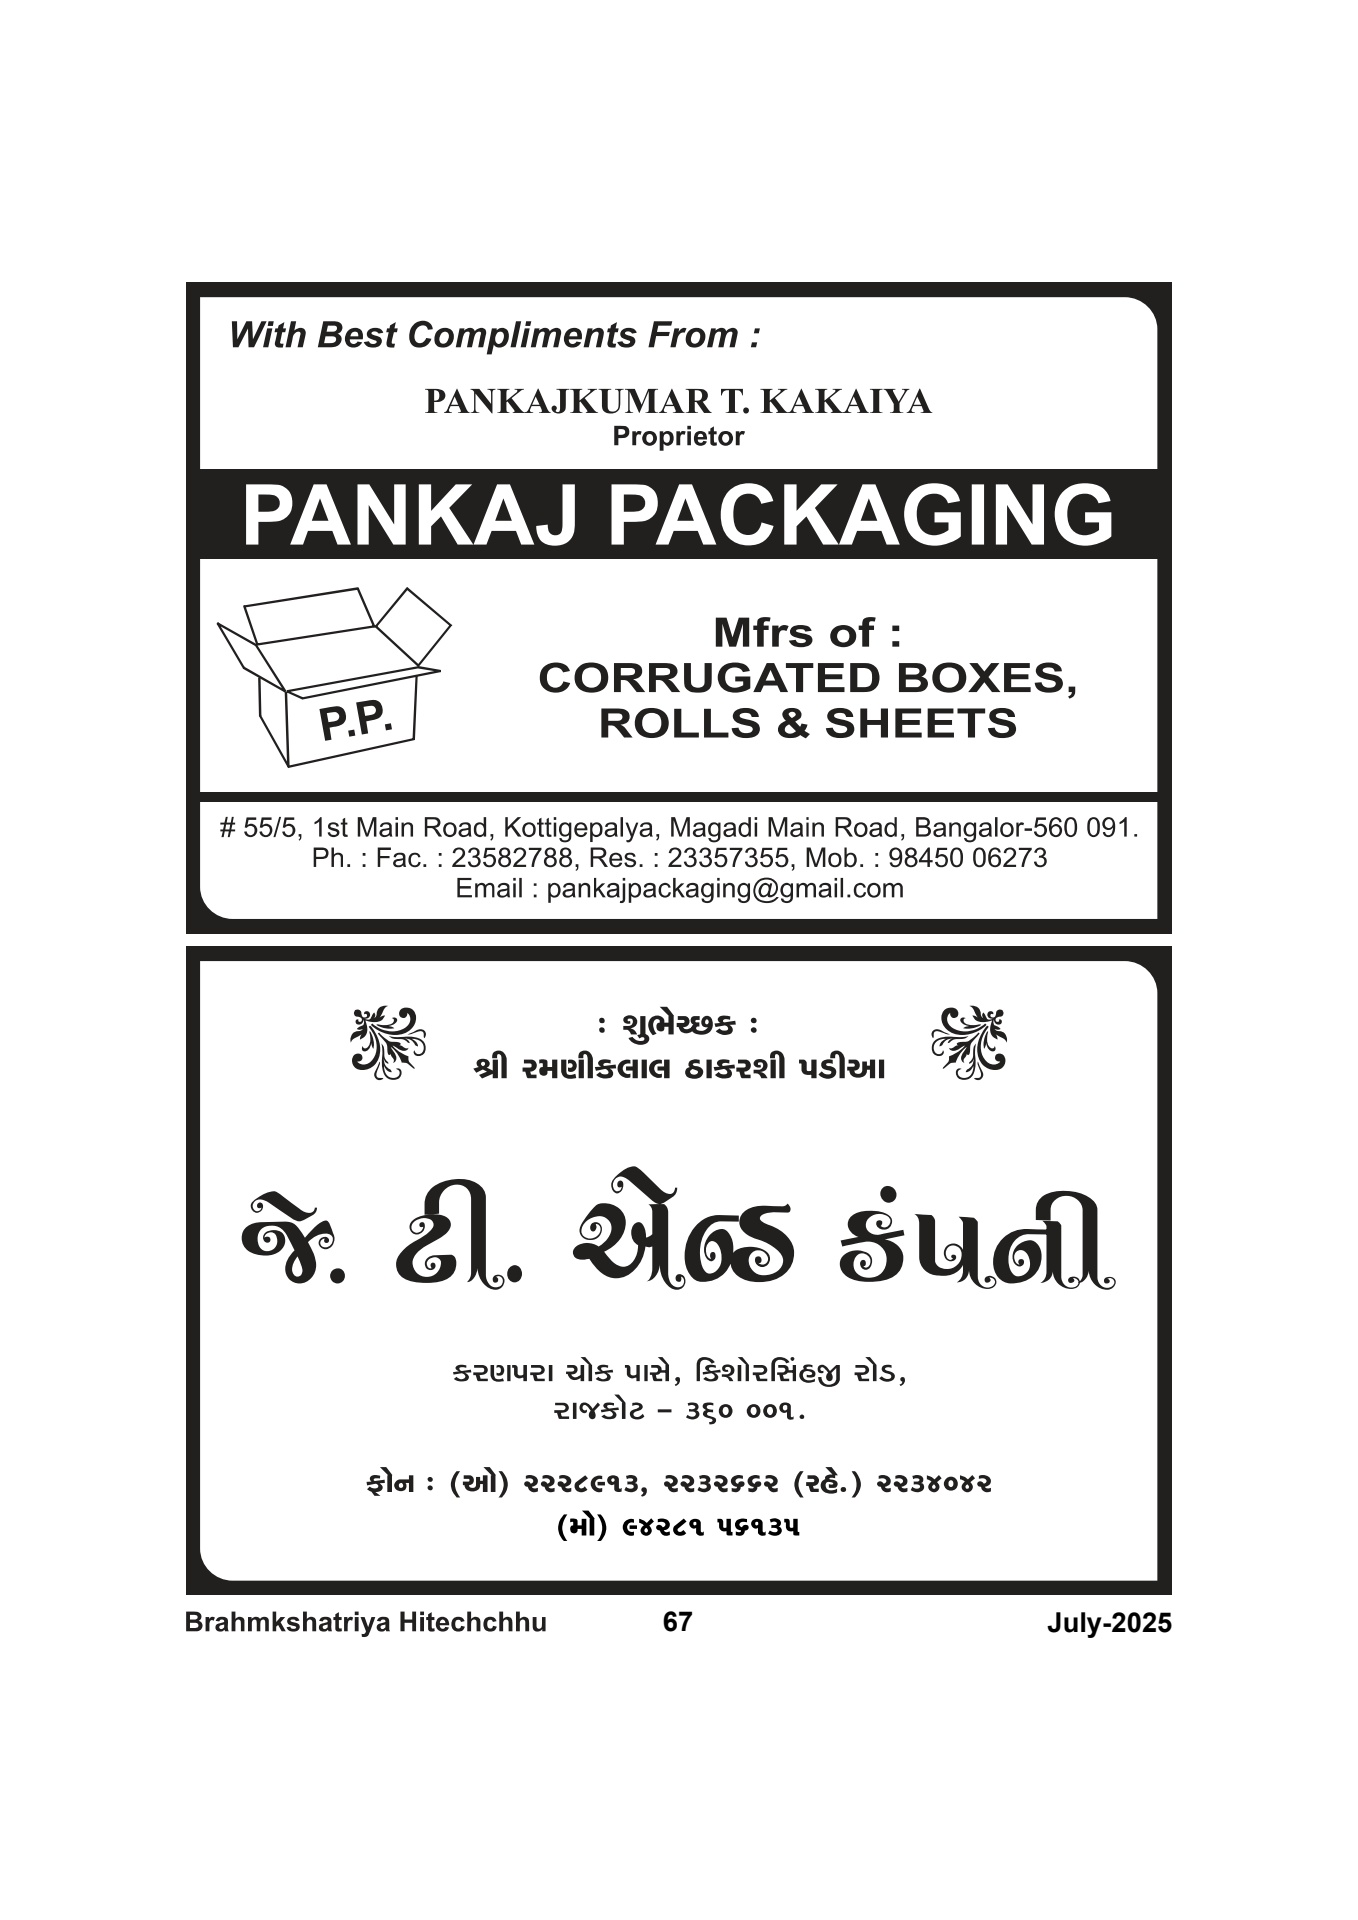 With Best Compliments From :
PANKAJKUMAR T. KAKAIYA
Proprietor
PANKAJ PACKAGING
P.P.
Mfrs of :
CORRUGATED BOXES,
ROLLS & SHEETS
# 55/5, 1st Main Road, Kottigepalya, Magadi Main Road, Bangalor-560 091.
Ph. : Fac. : 23582788, Res. : 23357355, Mob. : 98450 06273
Email : pankajpackaging@gmail.com
: શુભેચ્છક :
શ્રી રમણીકલાલ ઠાકરશી પડીઆ
જે. ટી. એન્ડ કંપની
કરણપરા ચોક પાસે, કિશોરસિંહજી રોડ,
રાજકોટ – ૩૬૦ ૦૦૧.
ફોન : (ઓ) ૨૨૨૮૯૧૩, ૨૨૩૨૬૬૨ (રહે.) ૨૨૩૪૦૪૨
(મો) ૯૪૨૮૧ ૫૬૧૩૫
Brahmkshatriya Hitechchhu 67 July-2025